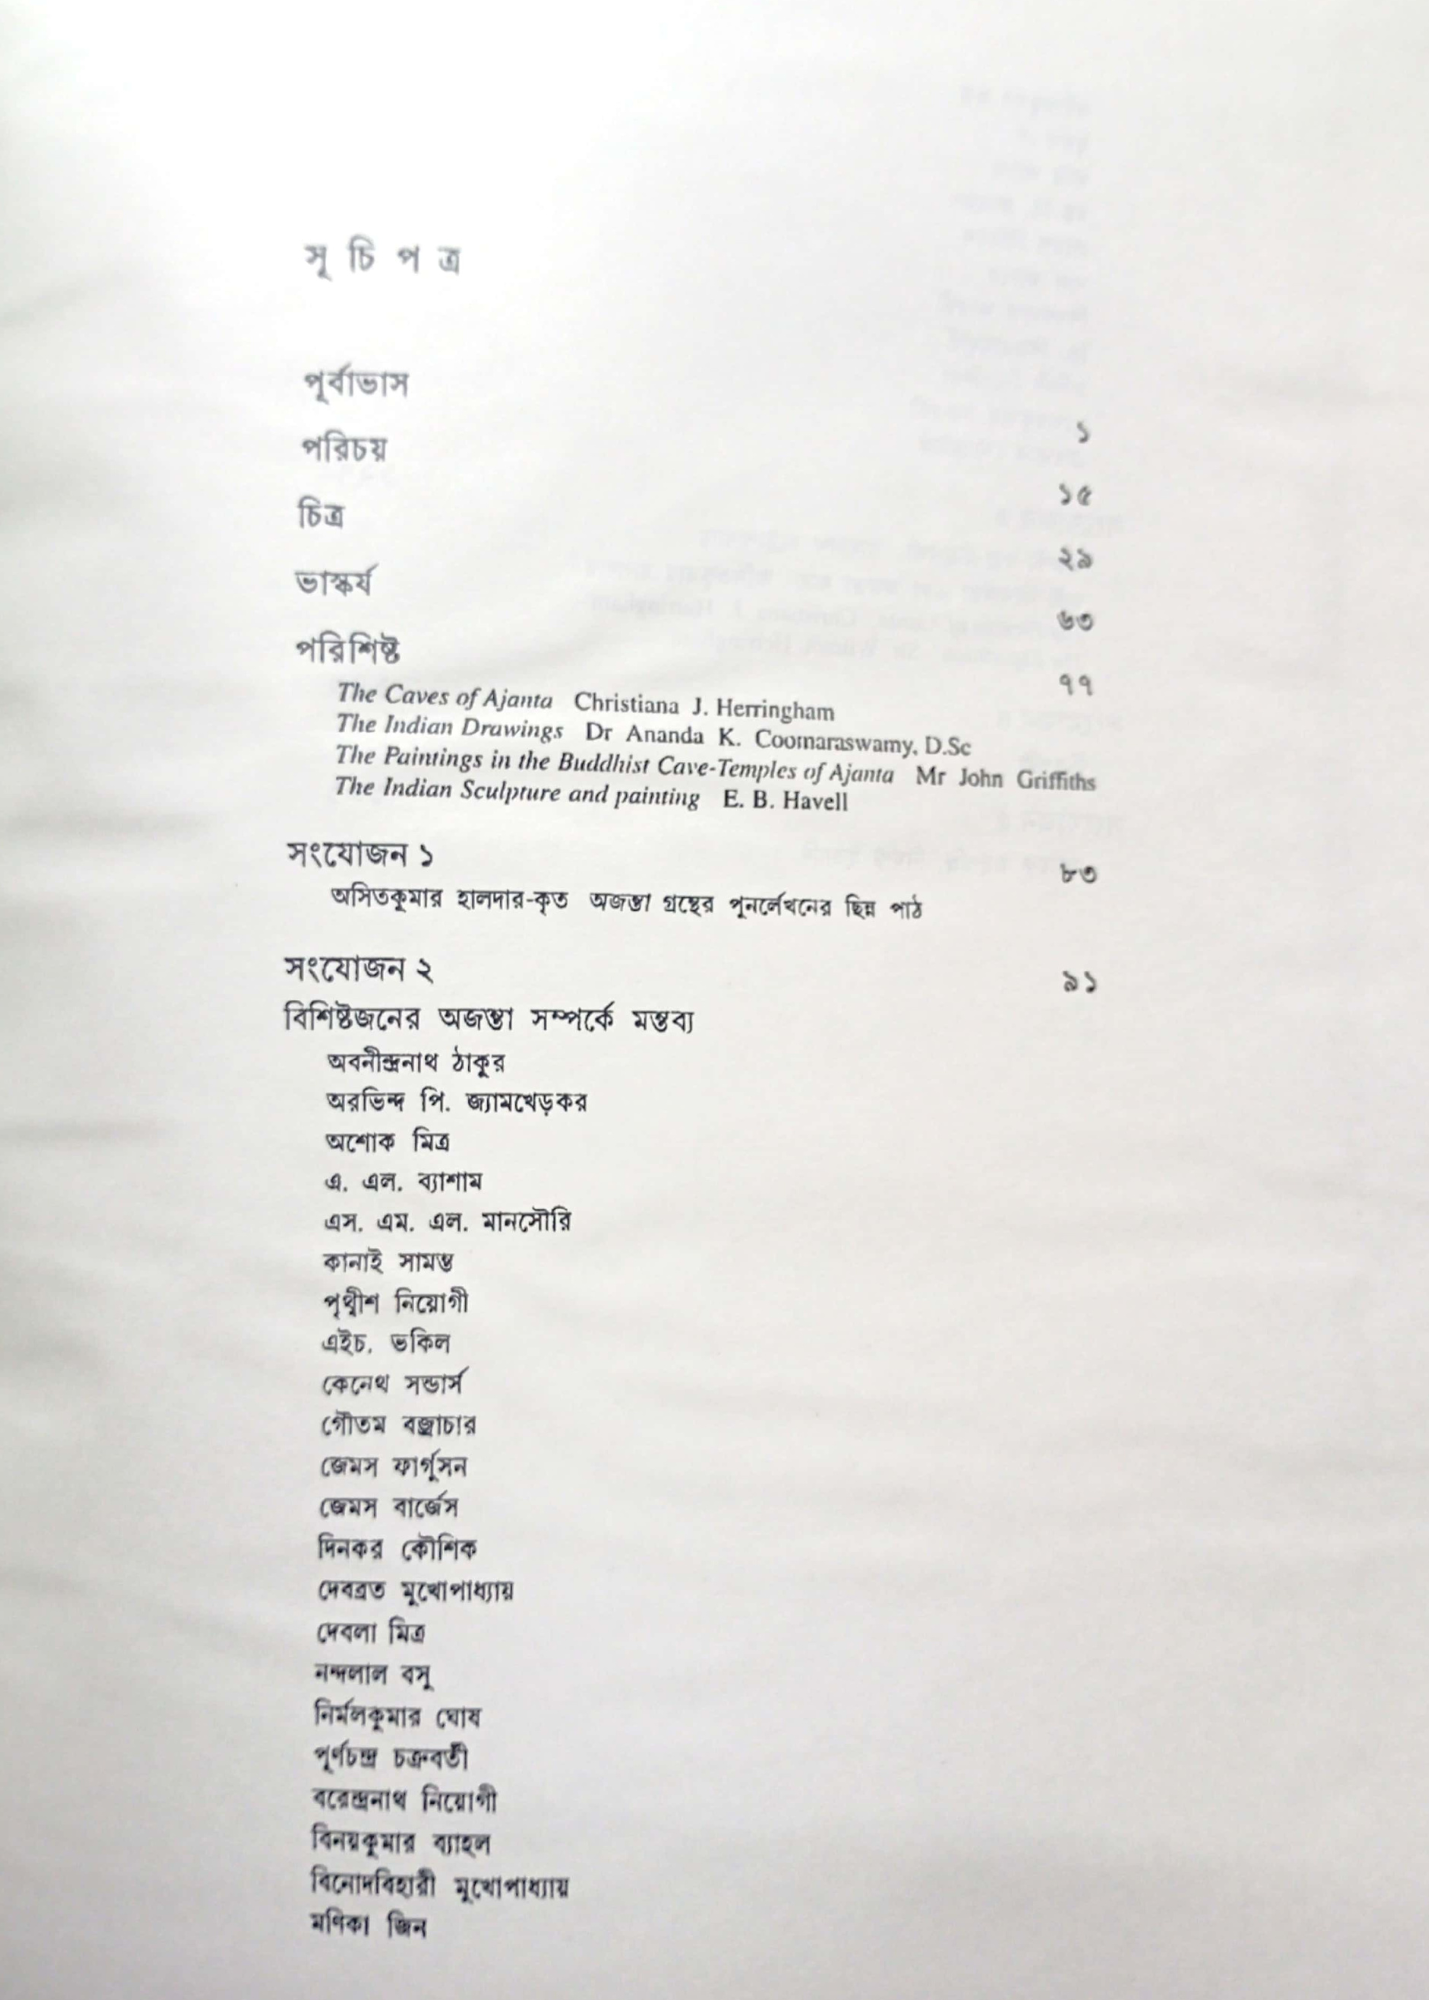 সূচিপত্র
পূর্বাভাস ১
পরিচয় ১৫
চিত্র ২৯
ভাস্কর্য ৬৩
পরিশিষ্ট ৭৭
The Caves of Ajanta Christiana J. Herringham
The Indian Drawings Dr Ananda K. Coomaraswamy, D.Sc
The Paintings in the Buddhist Cave-Temples of Ajanta Mr John Griffiths
The Indian Sculpture and painting E. B. Havell
সংযোজন ১ ৮৩
অসিতকুমার হালদার-কৃত অজন্তা গ্রন্থের পুনর্লেখনের ছিন্ন পাঠ
সংযোজন ২ ৯১
বিশিষ্টজনের অজন্তা সম্পর্কে মন্তব্য
অবনীন্দ্রনাথ ঠাকুর
অরভিন্দ পি. জ্যামখেড়কর
অশোক মিত্র
এ. এল. ব্যাশাম
এস. এম. এল. মানসৌরি
কানাই সামন্ত
পৃথ্বীশ নিয়োগী
এইচ. ভকিল
কেনেথ সন্ডার্স
গৌতম বজ্রাচার
জেমস ফার্গুসন
জেমস বার্জেস
দিনকর কৌশিক
দেবব্রত মুখোপাধ্যায়
দেবলা মিত্র
নন্দলাল বসু
নির্মলকুমার ঘোষ
পূর্ণচন্দ্র চক্রবর্তী
বরেন্দ্রনাথ নিয়োগী
বিনয়কুমার ব্যাহল
বিনোদবিহারী মুখোপাধ্যায়
মণিকা জিন